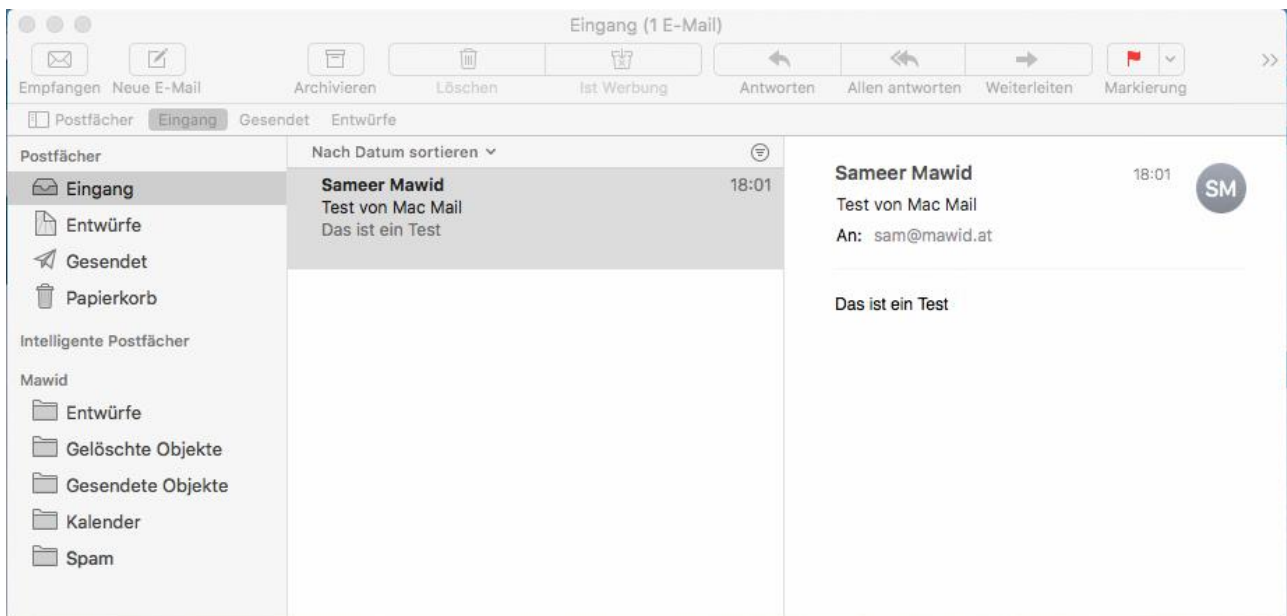 Eingang (1 E-Mail)
Empfangen Neue E-Mail Archivieren Löschen Ist Werbung Antworten Allen antworten Weiterleiten Markierung
Postfächer Eingang Gesendet Entwürfe
Postfächer
Eingang
Entwürfe
Gesendet
Papierkorb
Intelligente Postfächer
Mawid
Entwürfe
Gelöschte Objekte
Gesendete Objekte
Kalender
Spam
Nach Datum sortieren
Sameer Mawid 18:01
Test von Mac Mail
Das ist ein Test
Sameer Mawid 18:01 SM
Test von Mac Mail
An: sam@mawid.at
Das ist ein Test